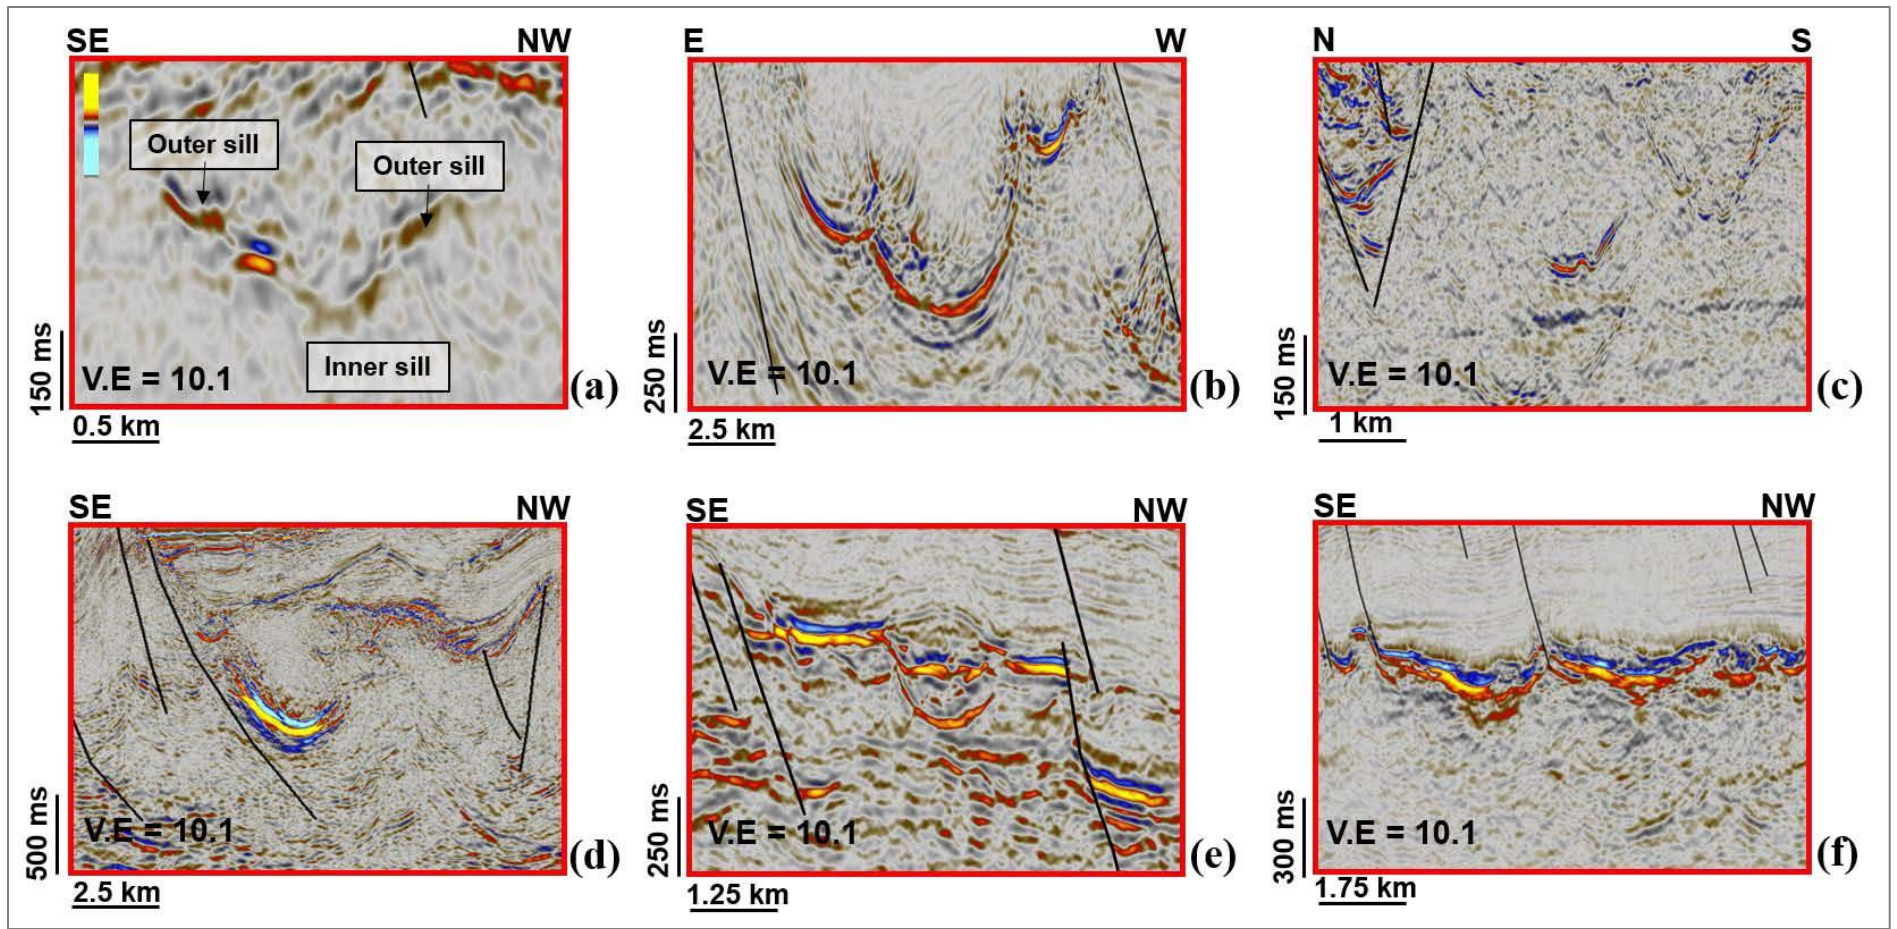 SE NW
Outer sill
Outer sill
Inner sill
150 ms
V.E = 10.1
(a)
0.5 km
E W
250 ms
V.E = 10.1
(b)
2.5 km
N S
150 ms
V.E = 10.1
(c)
1 km
SE NW
500 ms
V.E = 10.1
(d)
2.5 km
SE NW
250 ms
V.E = 10.1
(e)
1.25 km
SE NW
300 ms
V.E = 10.1
(f)
1.75 km